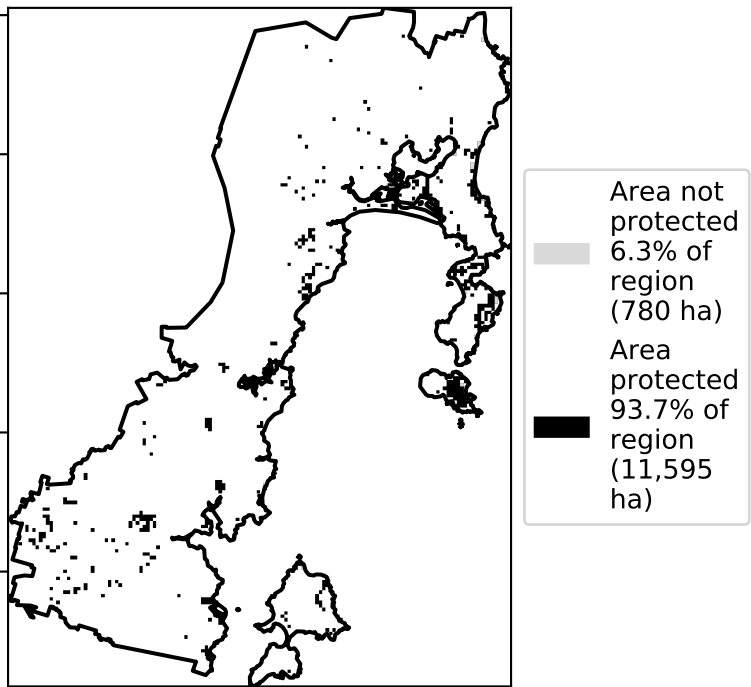 Area not
protected
6.3% of
region
(780 ha)
Area
protected
93.7% of
region
(11,595
ha)